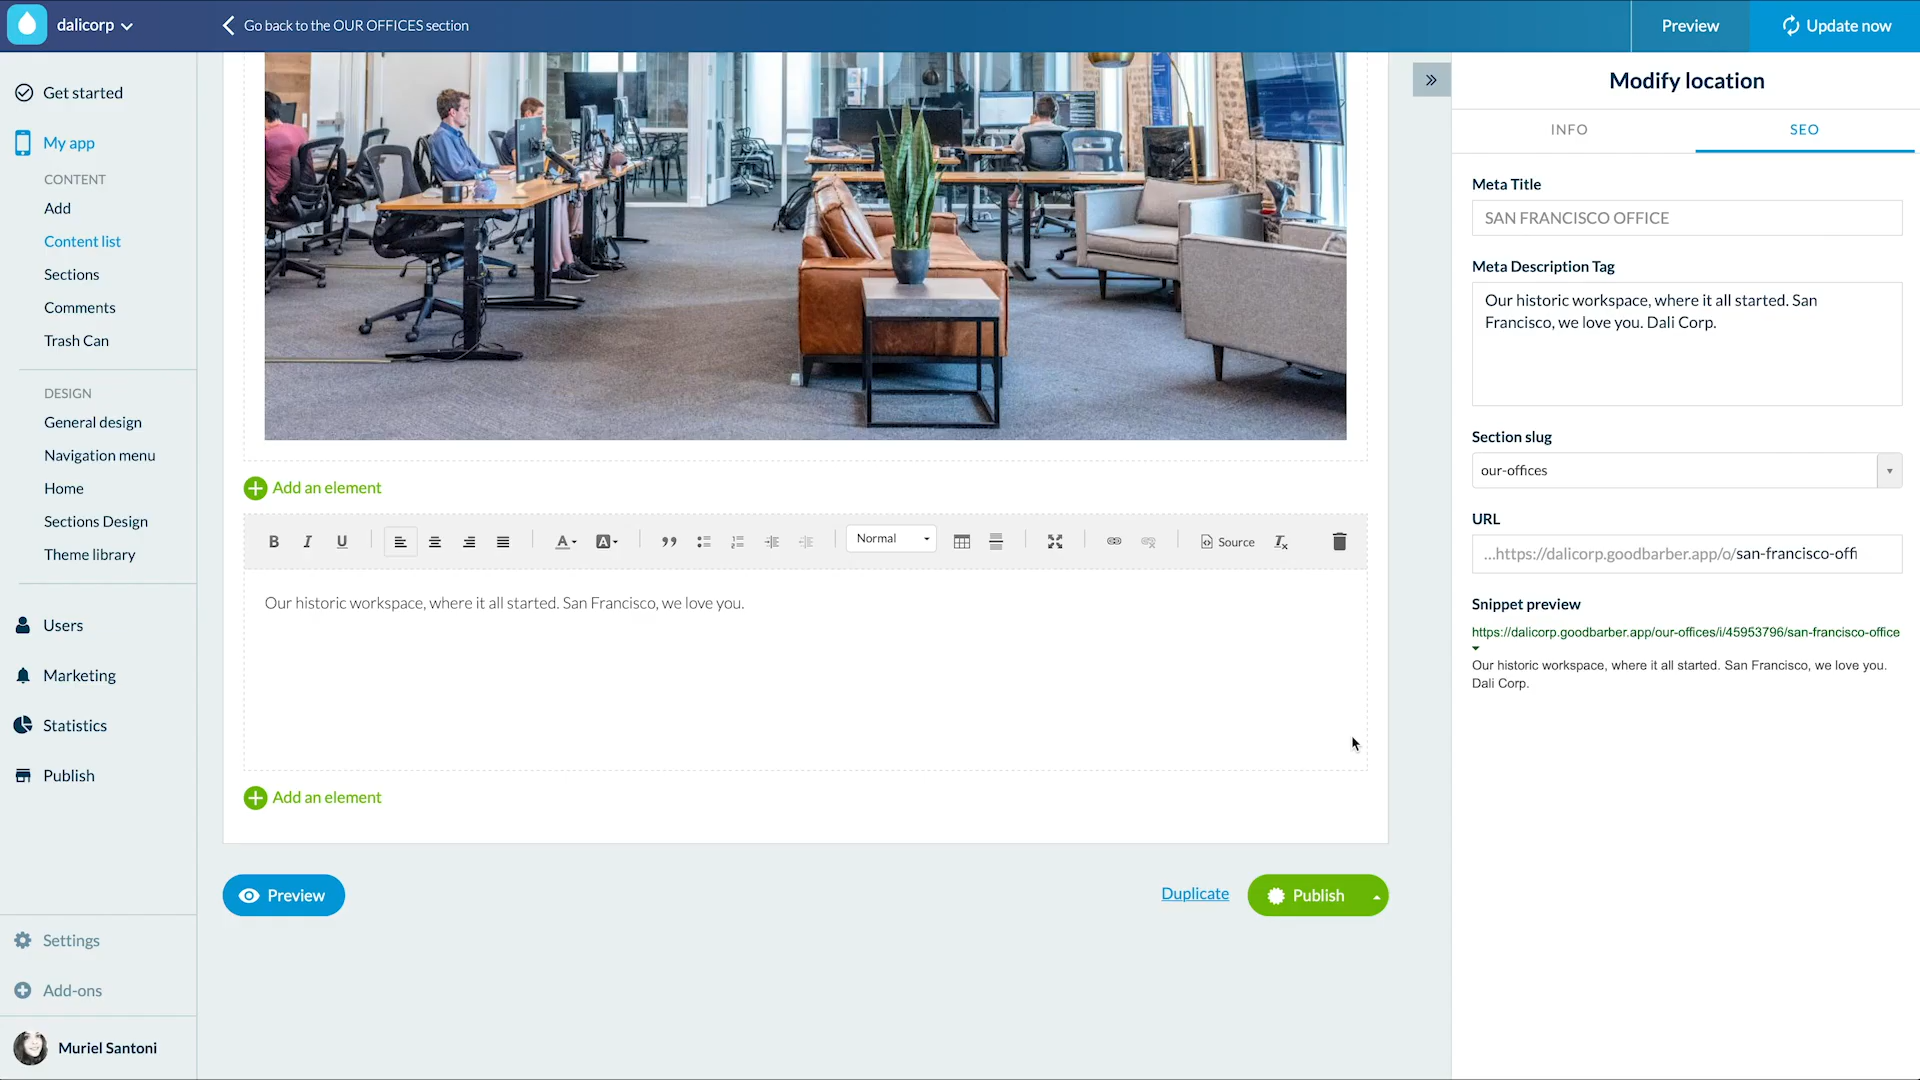 dalicorp
Go back to the OUR OFFICES section
Preview
Update now
Get started
My app
CONTENT
Add
Content list
Sections
Comments
Trash Can
DESIGN
General design
Navigation menu
Home
Sections Design
Theme library
Users
Marketing
Statistics
Publish
Settings
Add-ons
Muriel Santoni
Add an element
B I U
A
A
Normal
Source
Our historic workspace, where it all started. San Francisco, we love you.
Add an element
Preview
Duplicate
Publish
Modify location
INFO
SEO
Meta Title
SAN FRANCISCO OFFICE
Meta Description Tag
Our historic workspace, where it all started. San
Francisco, we love you. Dali Corp.
Section slug
our-offices
URL
...https://dalicorp.goodbarber.app/o/san-francisco-offi
Snippet preview
https://dalicorp.goodbarber.app/our-offices/i/45953796/san-francisco-office
Our historic workspace, where it all started. San Francisco, we love you.
Dali Corp.